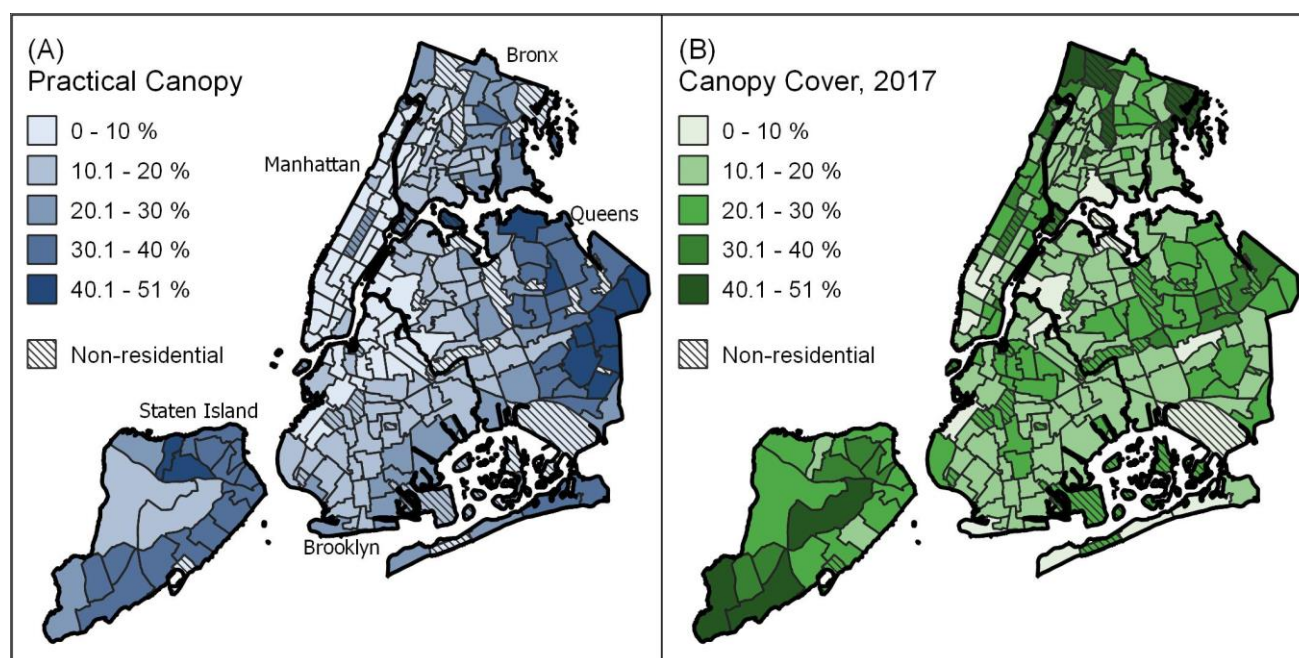 (A)
Practical Canopy
0 - 10 %
10.1 - 20 %
20.1 - 30 %
30.1 - 40 %
40.1 - 51 %
Non-residential
Bronx
Manhattan
Queens
Staten Island
Brooklyn
(B)
Canopy Cover, 2017
0 - 10 %
10.1 - 20 %
20.1 - 30 %
30.1 - 40 %
40.1 - 51 %
Non-residential